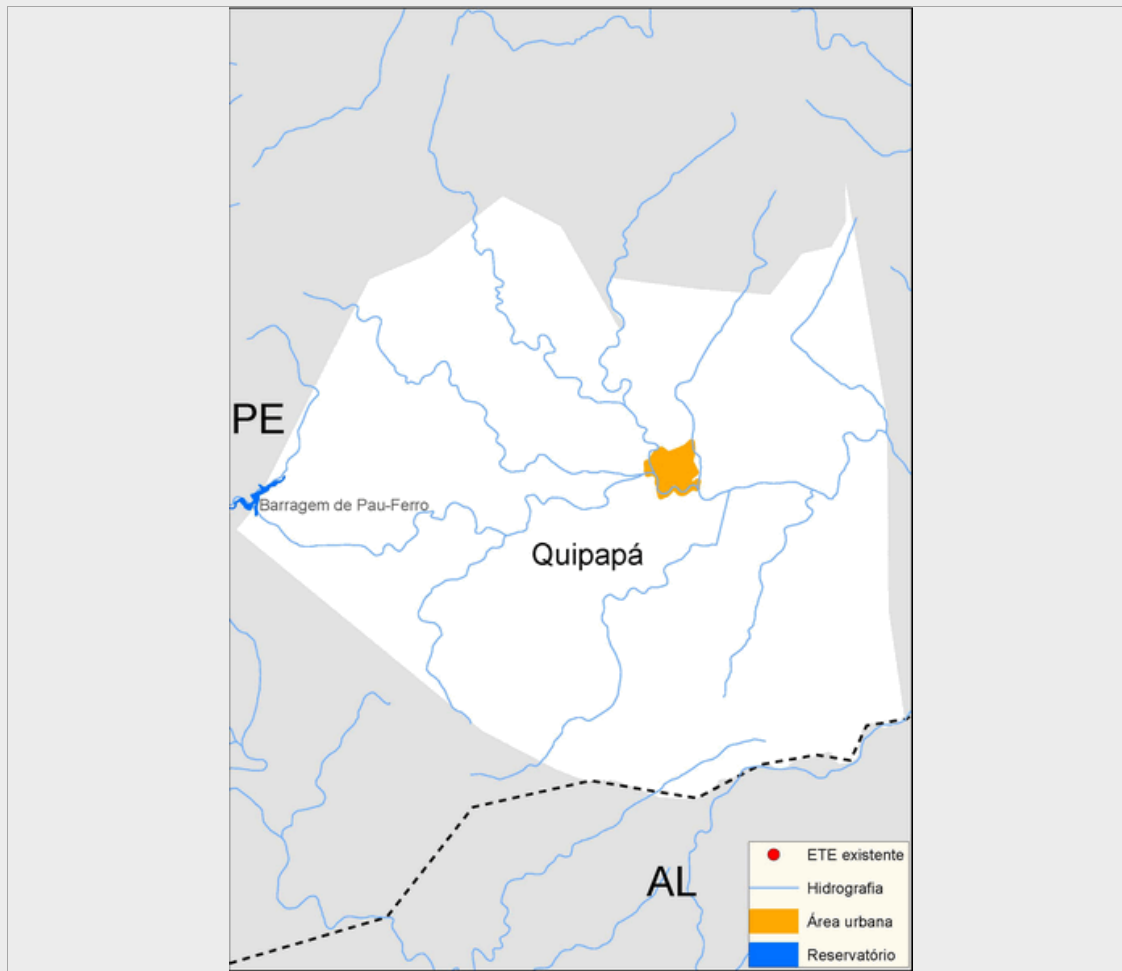 PE
Barragem de Pau-Ferro
Quipapá
AL
ETE existente
Hidrografia
Área urbana
Reservatório